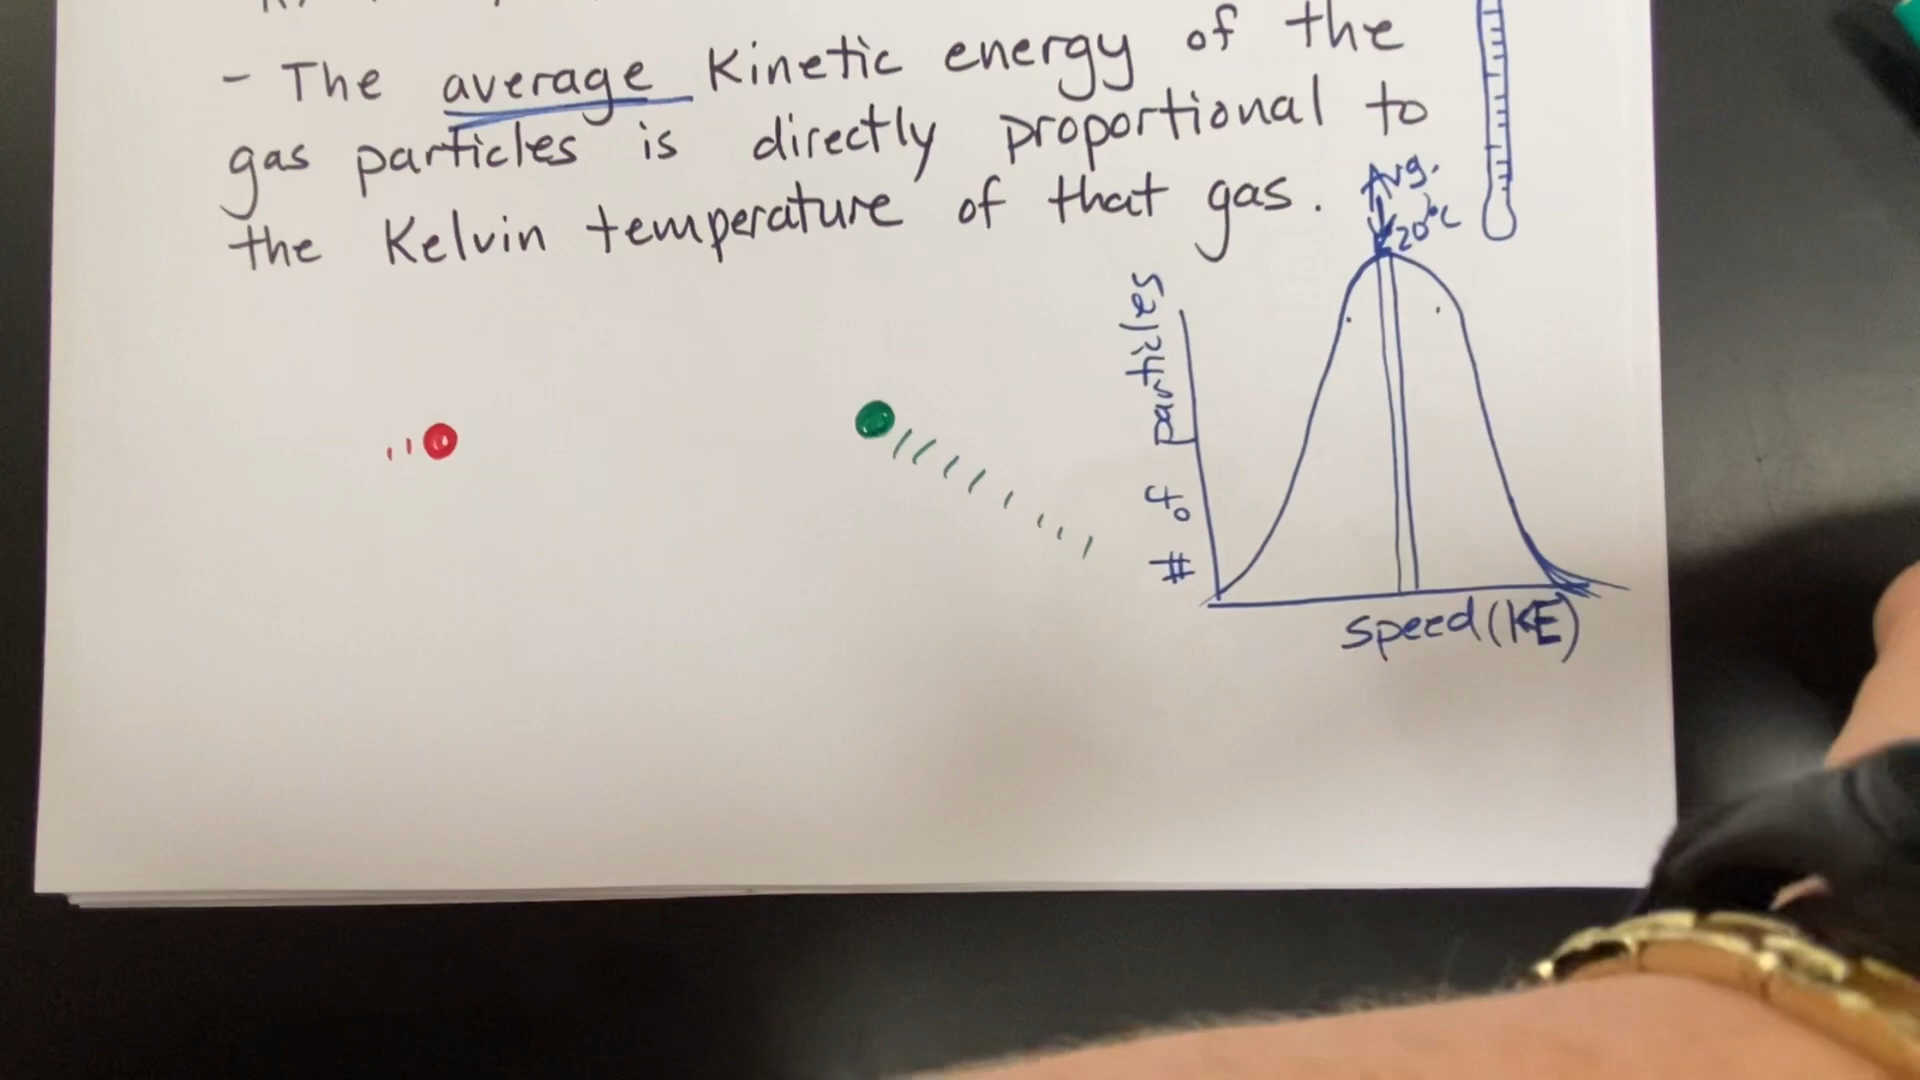 - The average Kinetic energy of the
gas particles is directly proportional to
the Kelvin temperature of that gas.
Avg.
20°C
# of particles
Speed (KE)